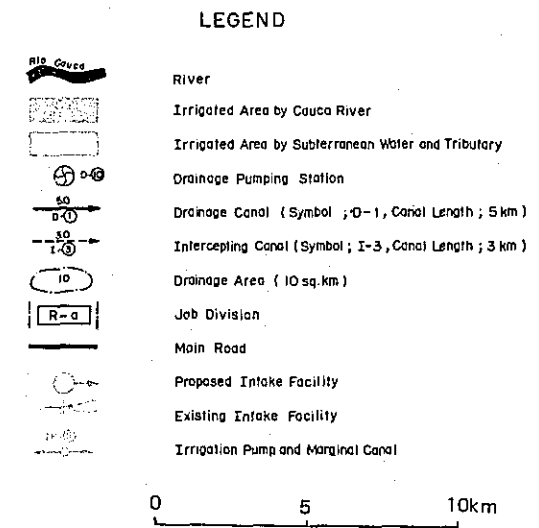 LEGEND
Rio Cauca
River
Irrigated Area by Cauca River
Irrigated Area by Subterranean Water and Tributary
D-10
Drainage Pumping Station
5.0
D-1
Drainage Canal (Symbol ; D-1, Canal Length ; 5 km)
3.0
I-3
Intercepting Canal (Symbol; I-3, Canal Length ; 3 km)
10
Drainage Area ( 10 sq.km )
R-a
Job Division
Main Road
Proposed Intake Facility
Existing Intake Facility
Irrigation Pump and Marginal Canal
0 5 10km